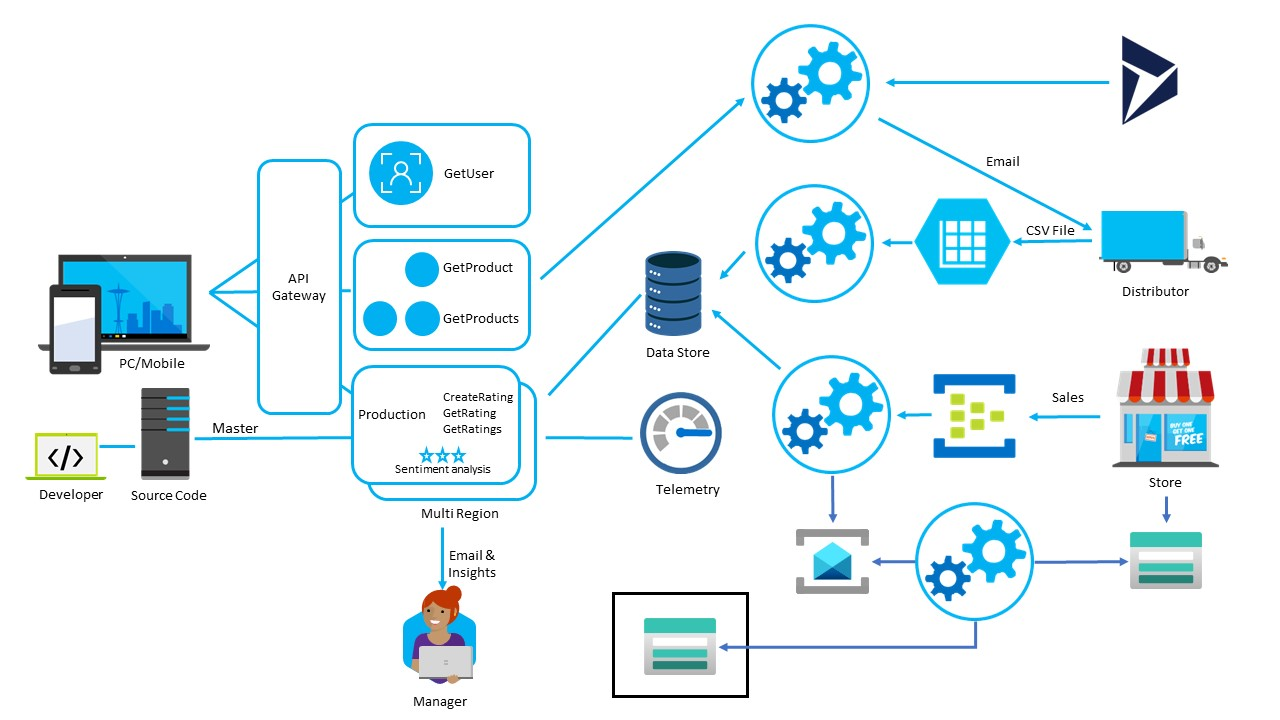 GetUser
Email
API
Gateway
GetProduct
GetProducts
CSV File
Distributor
Data Store
PC/Mobile
Production
CreateRating
GetRating
GetRatings
Sentiment analysis
Master
</>
Developer
Source Code
Multi Region
Email &
Insights
Manager
Telemetry
Sales
BUY ONE
GET ONE
FREE
Store